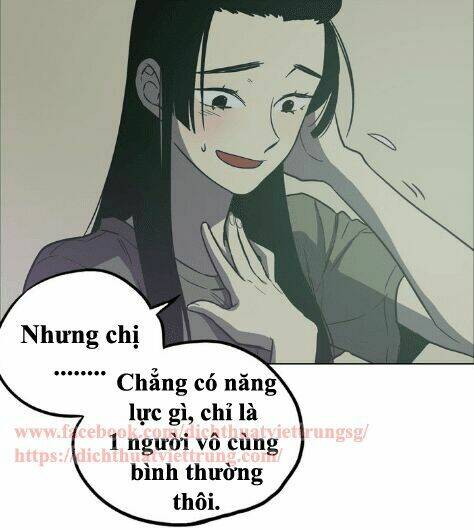 Nhưng chị
........
Chẳng có năng
lực gì, chỉ là
www.facebook.com/dichthuatviettrungsg/
1 người vô cùng
https://dichthuatviettrung.com/
bình thường
thôi.